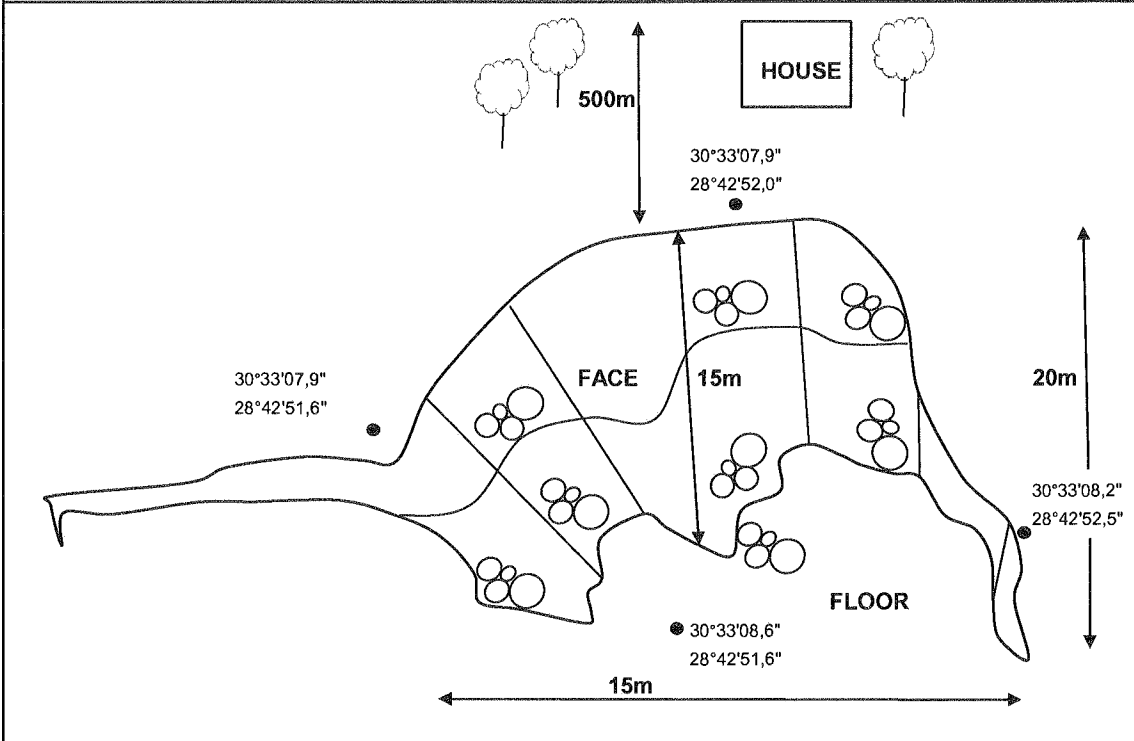 HOUSE
500m
30°33'07,9"
28°42'52,0"
30°33'07,9"
28°42'51,6"
FACE
15m
20m
30°33'08,2"
28°42'52,5"
FLOOR
30°33'08,6"
28°42'51,6"
15m